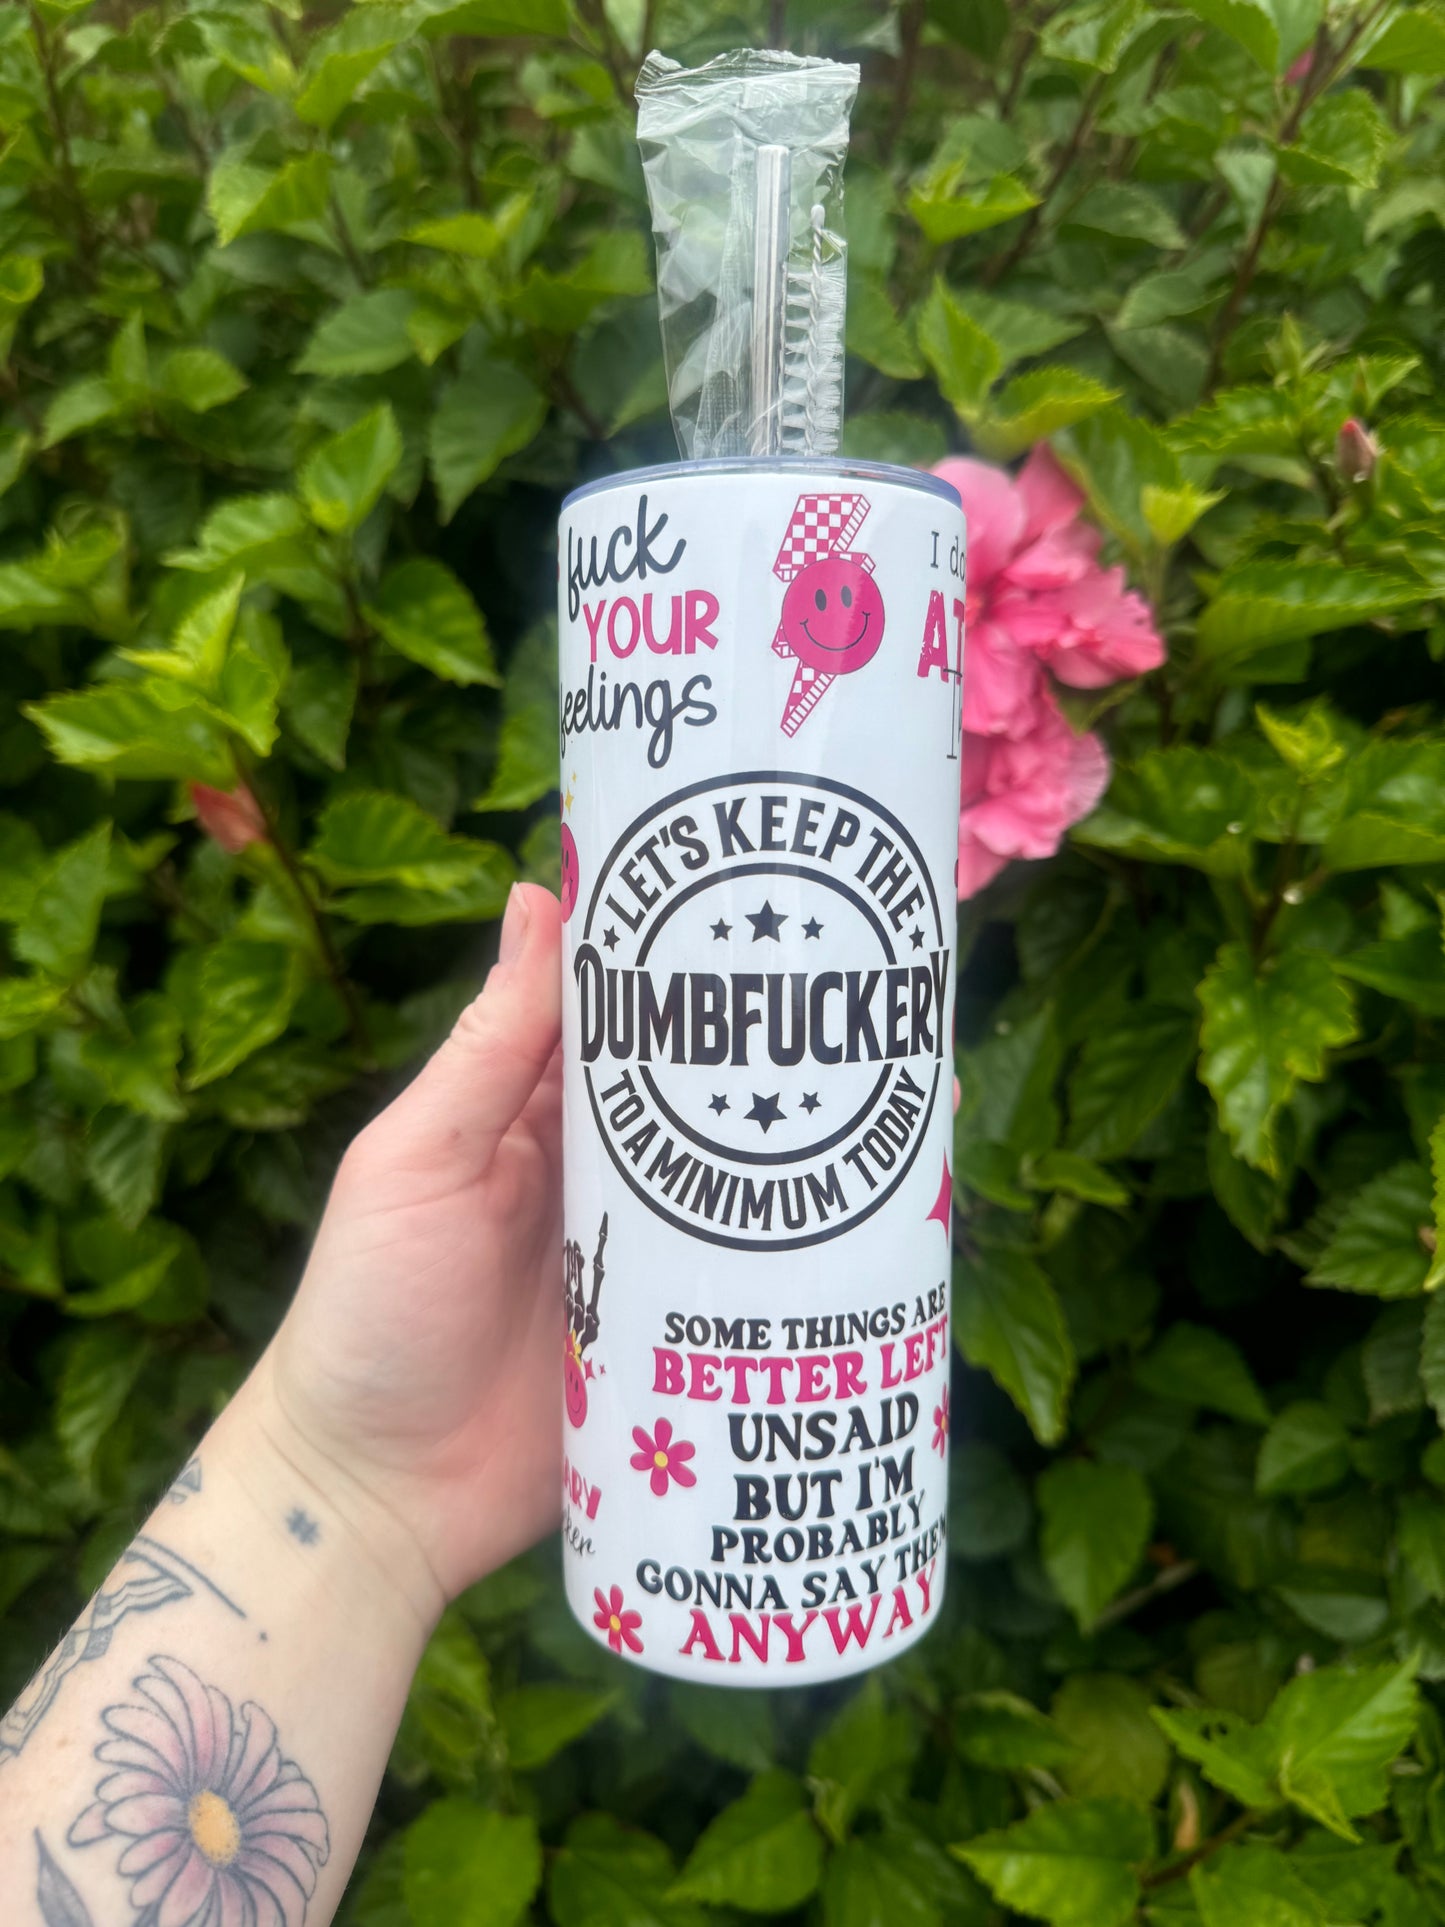 fuck
YOUR
feelings
I do
LET'S KEEP THE
DUMBFUCKERY
TO A MINIMUM TODAY
SOME THINGS ARE
BETTER LEFT
UNSAID
BUT I'M
PROBABLY
GONNA SAY THEM
ANYWAY